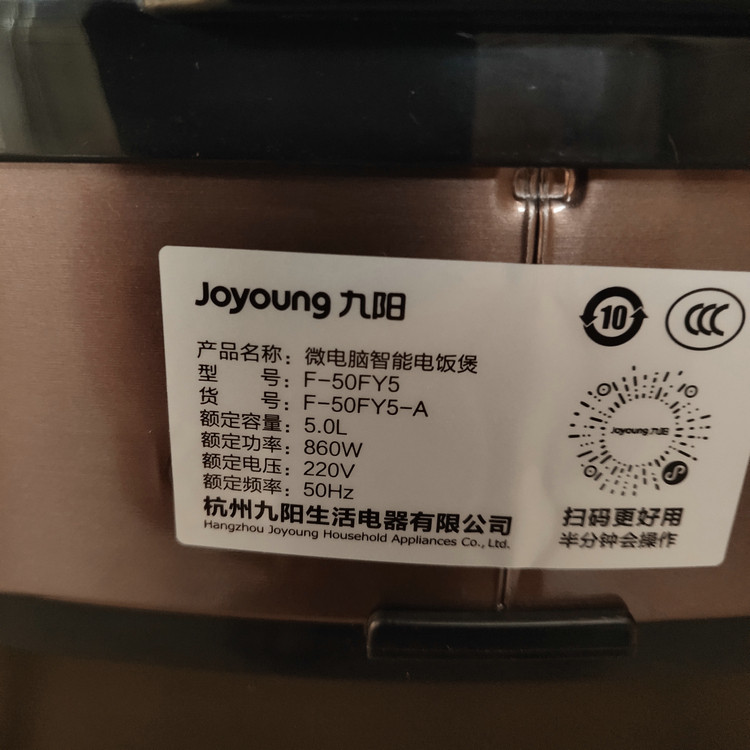 Joyoung 九阳
10
CCC
产品名称：微电脑智能电饭煲
型 号：F-50FY5
货 号：F-50FY5-A
额定容量：5.0L
额定功率：860W
额定电压：220V
额定频率：50Hz
杭州九阳生活电器有限公司
Hangzhou Joyoung Household Appliances Co., Ltd.
Joyoung 九阳
扫码更好用
半分钟会操作